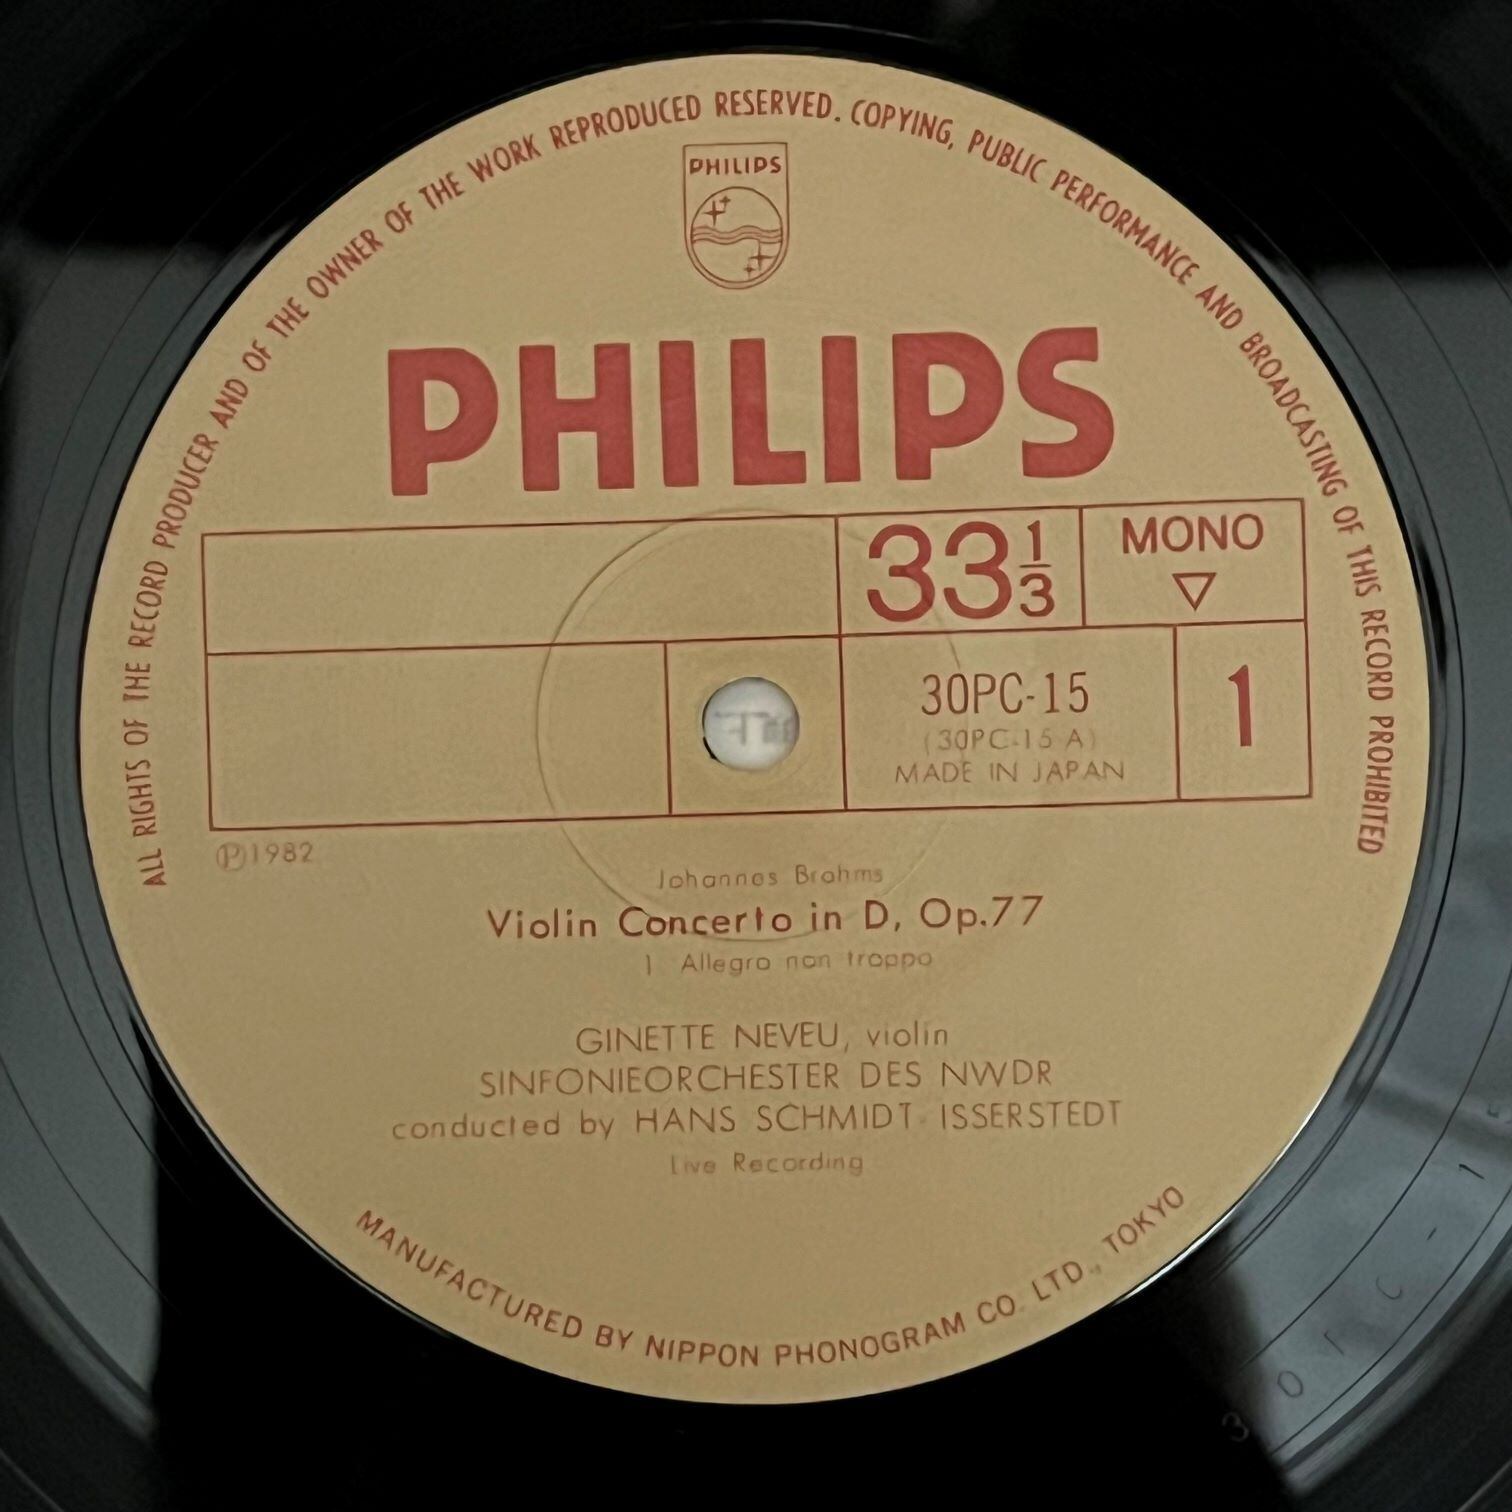 ALL RIGHTS OF THE RECORD PRODUCER AND OF THE OWNER OF THE WORK REPRODUCED RESERVED. COPYING, PUBLIC PERFORMANCE AND BROADCASTING OF THIS RECORD PROHIBITED
PHILIPS
PHILIPS
33 1/3
MONO
▽
30PC-15
(30PC-15 A)
MADE IN JAPAN
1
Ⓟ1982
Johannes Brahms
Violin Concerto in D, Op.77
1 Allegro non troppo
GINETTE NEVEU, violin
SINFONIEORCHESTER DES NWDR
conducted by HANS SCHMIDT-ISSERSTEDT
Live Recording
MANUFACTURED BY NIPPON PHONOGRAM CO. LTD., TOKYO